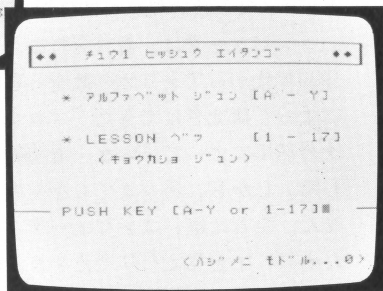 ◆◆ チュウ1 ヒッシュウ エイタンゴ ◆◆
* アルファベット ジュン [A - Y]
* LESSON ベツ [1 - 17]
(キョウカショ ジュン)
PUSH KEY [A-Y or 1-17]
(ハジメニ モドル...0)